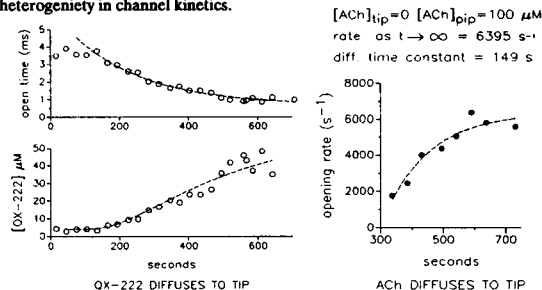 heterogeniety in channel kinetics.
[ACh]tip=0 [ACh]pip=100 μM
rate as t → ∞ = 6395 s-1
diff. time constant = 149 s
open time (ms)
5
4
3
2
1
0
0 200 400 600
[QX-222] μM
50
40
30
20
10
0
0 200 400 600
seconds
QX-222 DIFFUSES TO TIP
opening rate (s-1)
8000
6000
4000
2000
0
300 500 700
seconds
ACh DIFFUSES TO TIP